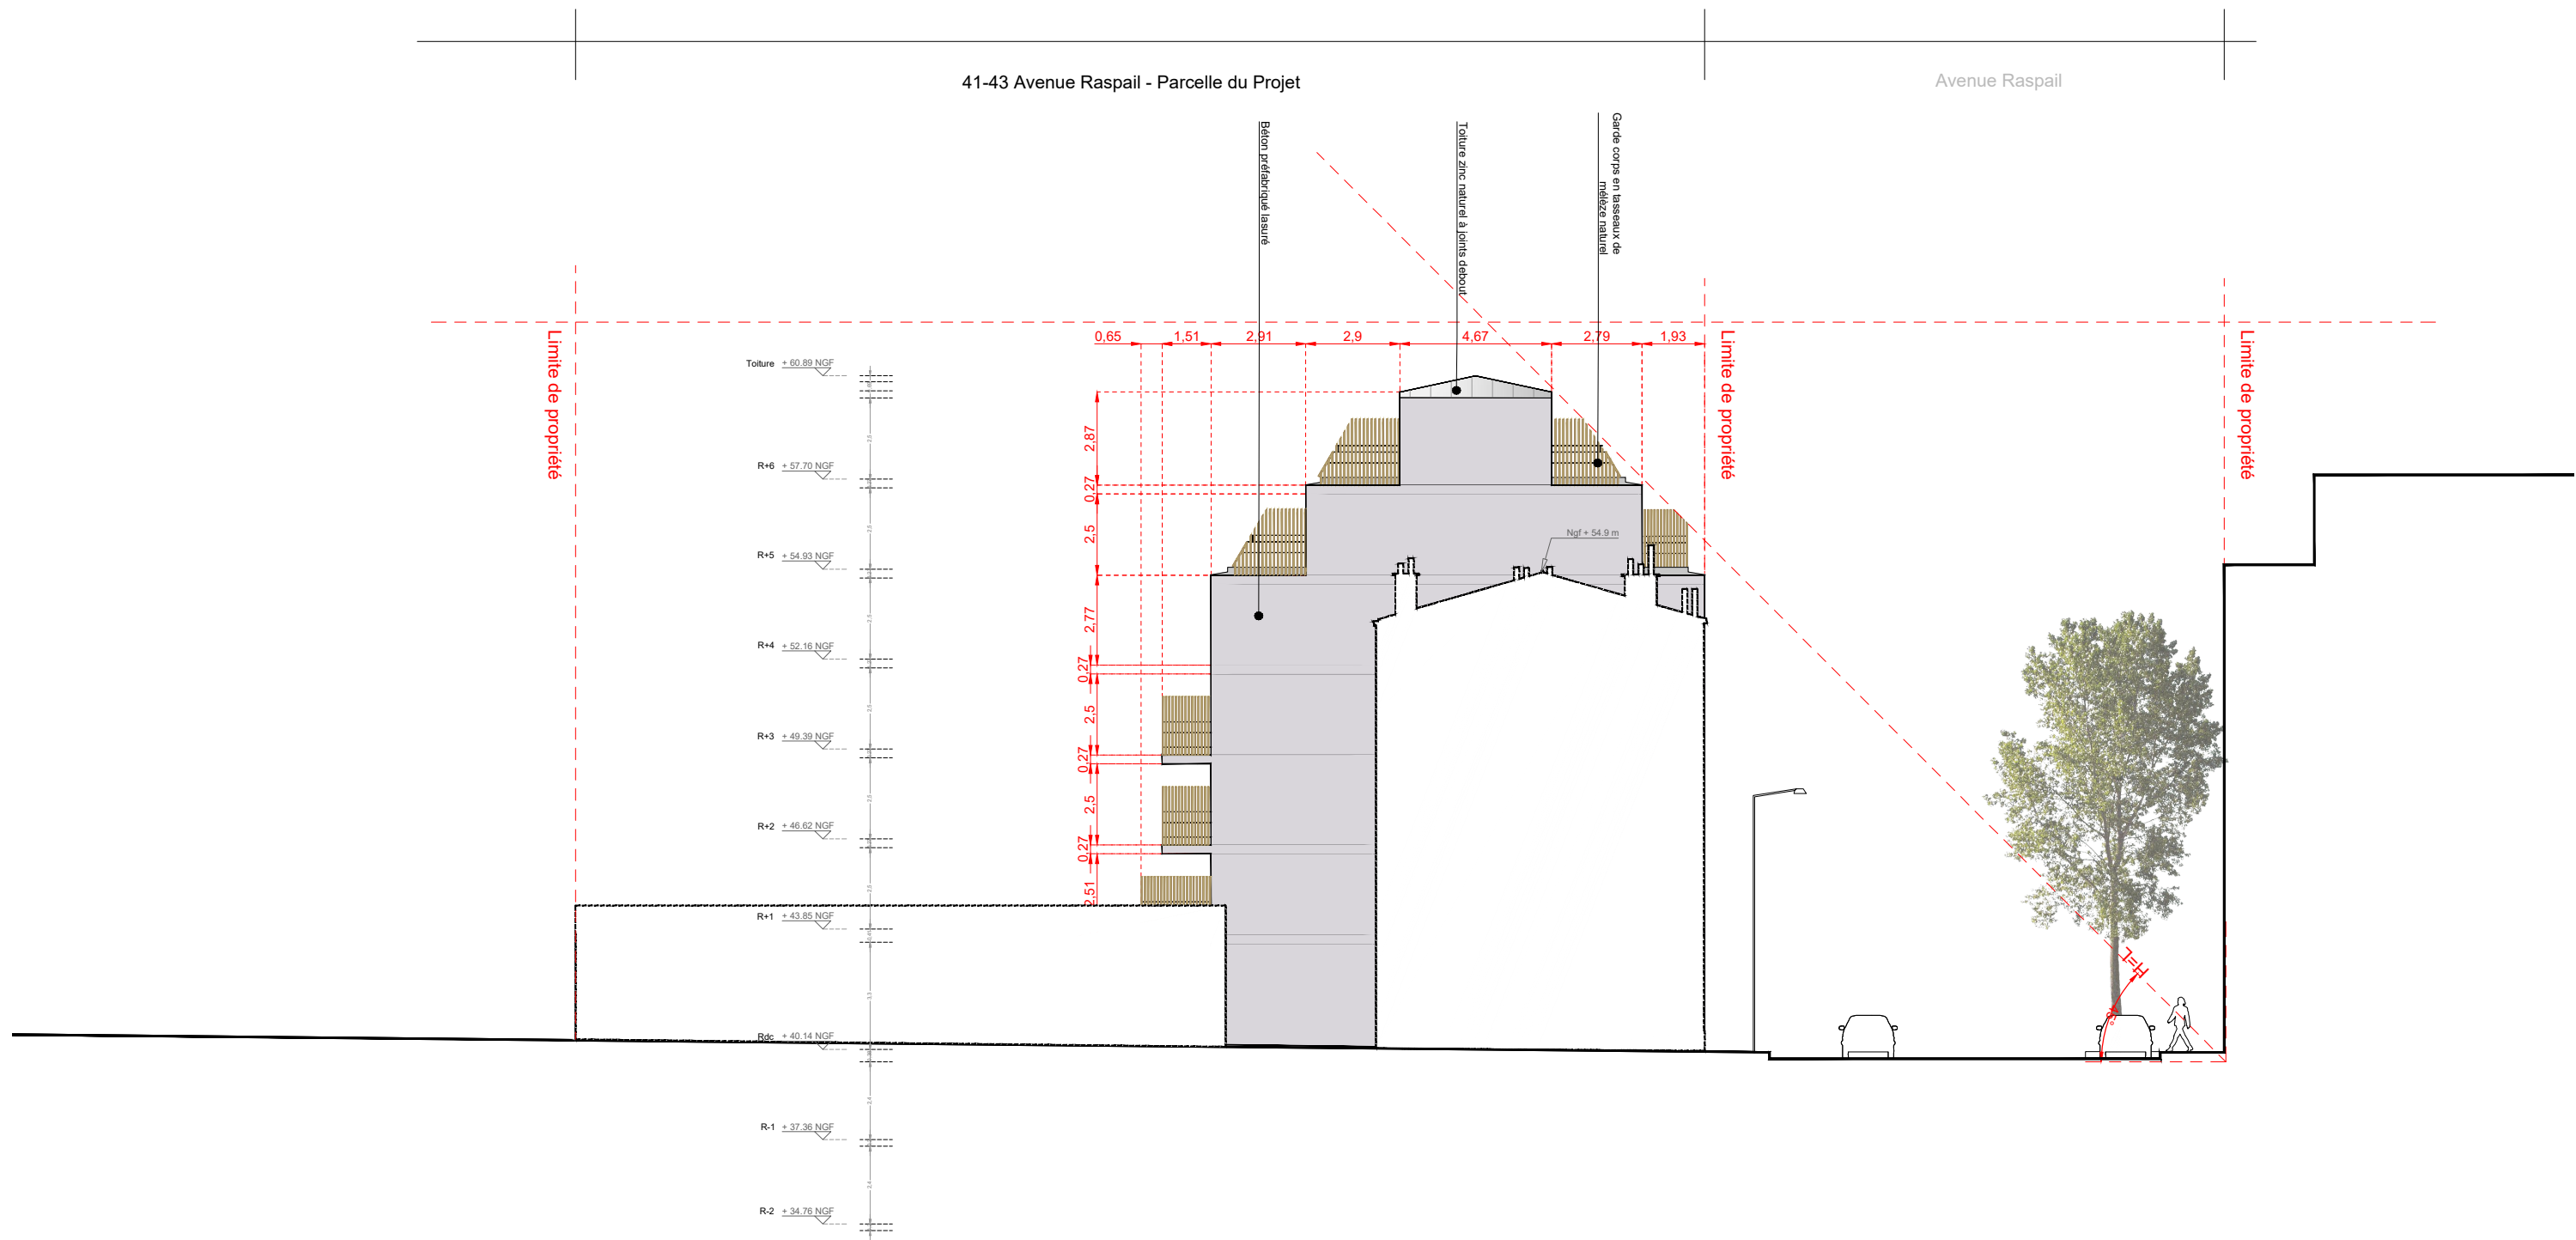 41-43 Avenue Raspail - Parcelle du Projet
Avenue Raspail
Béton préfabriqué lasuré
Toiture zinc naturel à joints debout
Garde corps en tasseaux de
mélèze naturel
Limite de propriété
Limite de propriété
Limite de propriété
0,65
1,51
2,91
2,9
4,67
2,79
1,93
Toiture + 60.89 NGF
R+6 + 57.70 NGF
R+5 + 54.93 NGF
R+4 + 52.16 NGF
R+3 + 49.39 NGF
R+2 + 46.62 NGF
R+1 + 43.85 NGF
Rdc + 40.14 NGF
R-1 + 37.36 NGF
R-2 + 34.76 NGF
2,87
0,27
2,5
2,77
0,27
2,5
0,27
2,5
0,27
2,51
Ngf + 54.9 m
H=L
45°